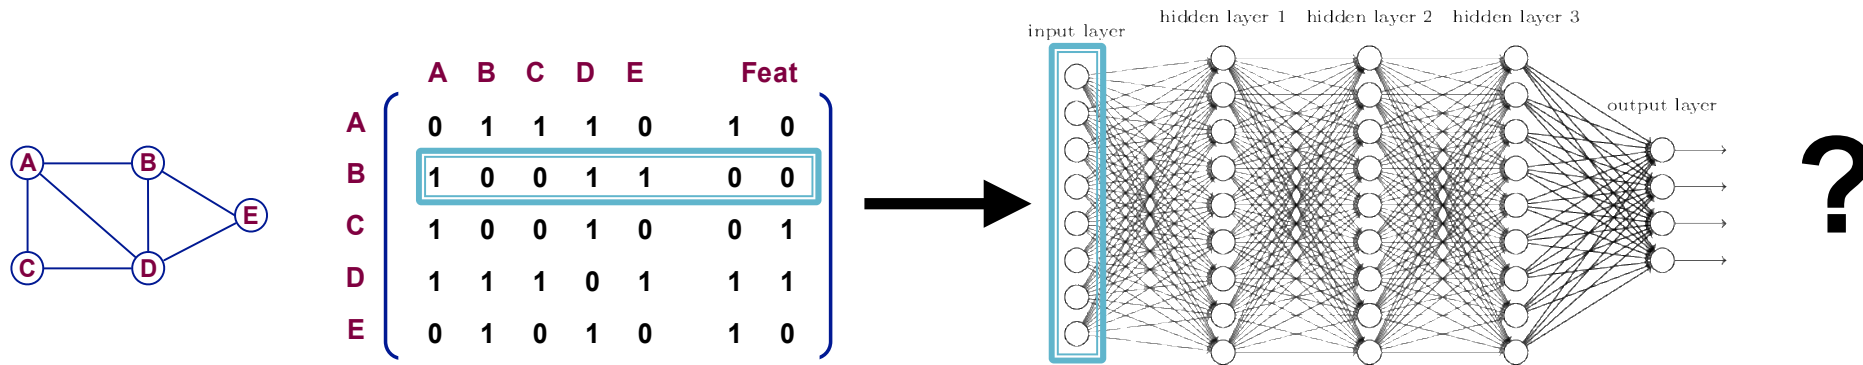 A B
E
C D
A B C D E Feat
A 0 1 1 1 0 1 0
B 1 0 0 1 1 0 0
C 1 0 0 1 0 0 1
D 1 1 1 0 1 1 1
E 0 1 0 1 0 1 0
input layer
hidden layer 1 hidden layer 2 hidden layer 3
output layer
?